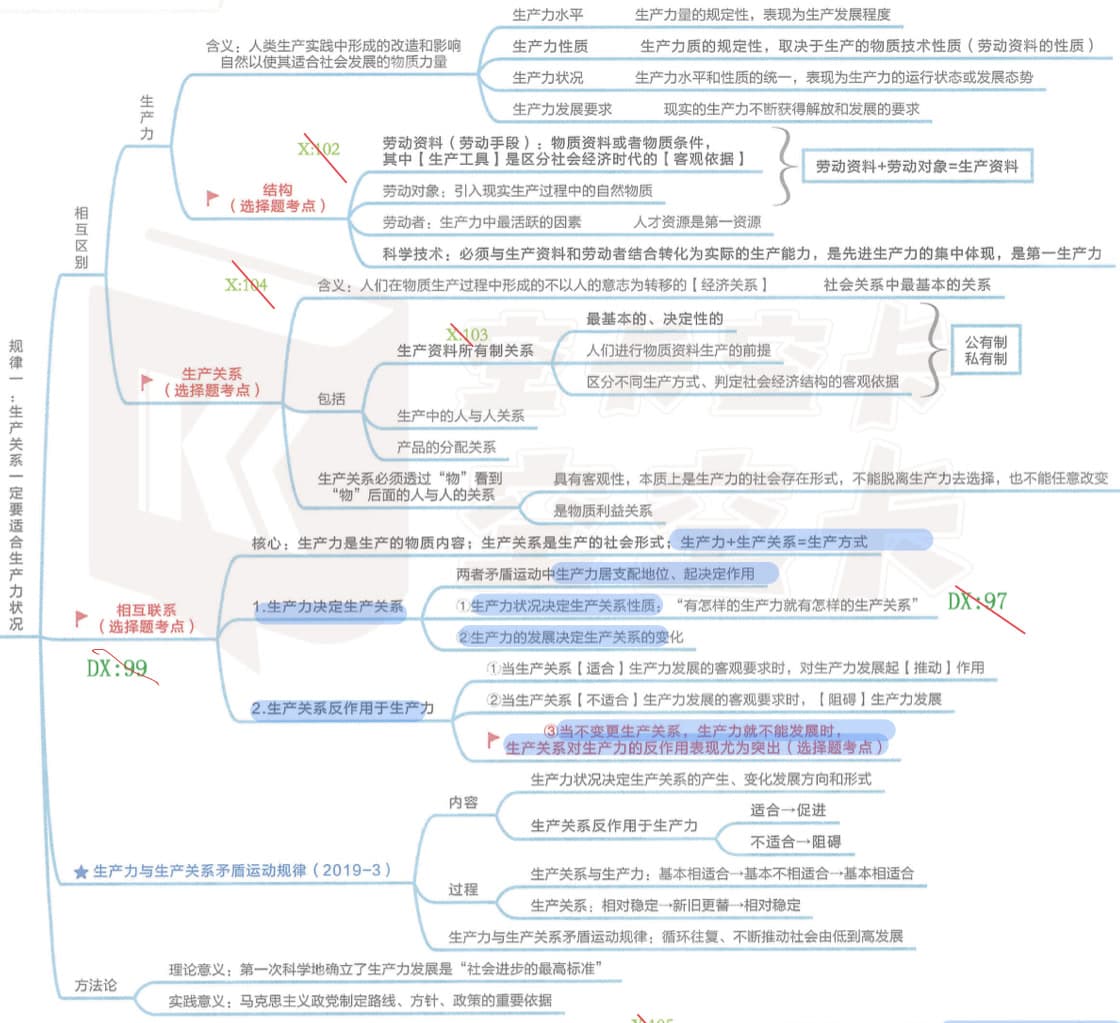 规律一：生产关系一定要适合生产力状况
相互区别
生产力
含义：人类生产实践中形成的改造和影响
自然以使其适合社会发展的物质力量
生产力水平 生产力量的规定性，表现为生产发展程度
生产力性质 生产力质的规定性，取决于生产的物质技术性质（劳动资料的性质）
生产力状况 生产力水平和性质的统一，表现为生产力的运行状态或发展态势
生产力发展要求 现实的生产力不断获得解放和发展的要求
X:102
结构
（选择题考点）
劳动资料（劳动手段）：物质资料或者物质条件，
其中【生产工具】是区分社会经济时代的【客观依据】
劳动对象：引入现实生产过程中的自然物质
劳动资料+劳动对象=生产资料
劳动者：生产力中最活跃的因素 人才资源是第一资源
科学技术：必须与生产资料和劳动者结合转化为实际的生产能力，是先进生产力的集中体现，是第一生产力
X:104
生产关系
（选择题考点）
含义：人们在物质生产过程中形成的不以人的意志为转移的【经济关系】 社会关系中最基本的关系
包括
X:103
生产资料所有制关系
最基本的、决定性的
人们进行物质资料生产的前提
区分不同生产方式、判定社会经济结构的客观依据
公有制
私有制
生产中的人与人关系
产品的分配关系
生产关系必须透过“物”看到
“物”后面的人与人的关系
具有客观性，本质上是生产力的社会存在形式，不能脱离生产力去选择，也不能任意改变
是物质利益关系
相互联系
（选择题考点）
DX:99
核心：生产力是生产的物质内容；生产关系是生产的社会形式；生产力+生产关系=生产方式
1.生产力决定生产关系
两者矛盾运动中生产力居支配地位、起决定作用
①生产力状况决定生产关系性质：“有怎样的生产力就有怎样的生产关系”
DX:97
②生产力的发展决定生产关系的变化
2.生产关系反作用于生产力
①当生产关系【适合】生产力发展的客观要求时，对生产力发展起【推动】作用
②当生产关系【不适合】生产力发展的客观要求时，【阻碍】生产力发展
③当不变更生产关系，生产力就不能发展时，
生产关系对生产力的反作用表现尤为突出（选择题考点）
生产力与生产关系矛盾运动规律（2019-3）
内容
生产力状况决定生产关系的产生、变化发展方向和形式
生产关系反作用于生产力
适合→促进
不适合→阻碍
过程
生产关系与生产力：基本相适合→基本不相适合→基本相适合
生产关系：相对稳定→新旧更替→相对稳定
生产力与生产关系矛盾运动规律：循环往复、不断推动社会由低到高发展
方法论
理论意义：第一次科学地确立了生产力发展是“社会进步的最高标准”
实践意义：马克思主义政党制定路线、方针、政策的重要依据